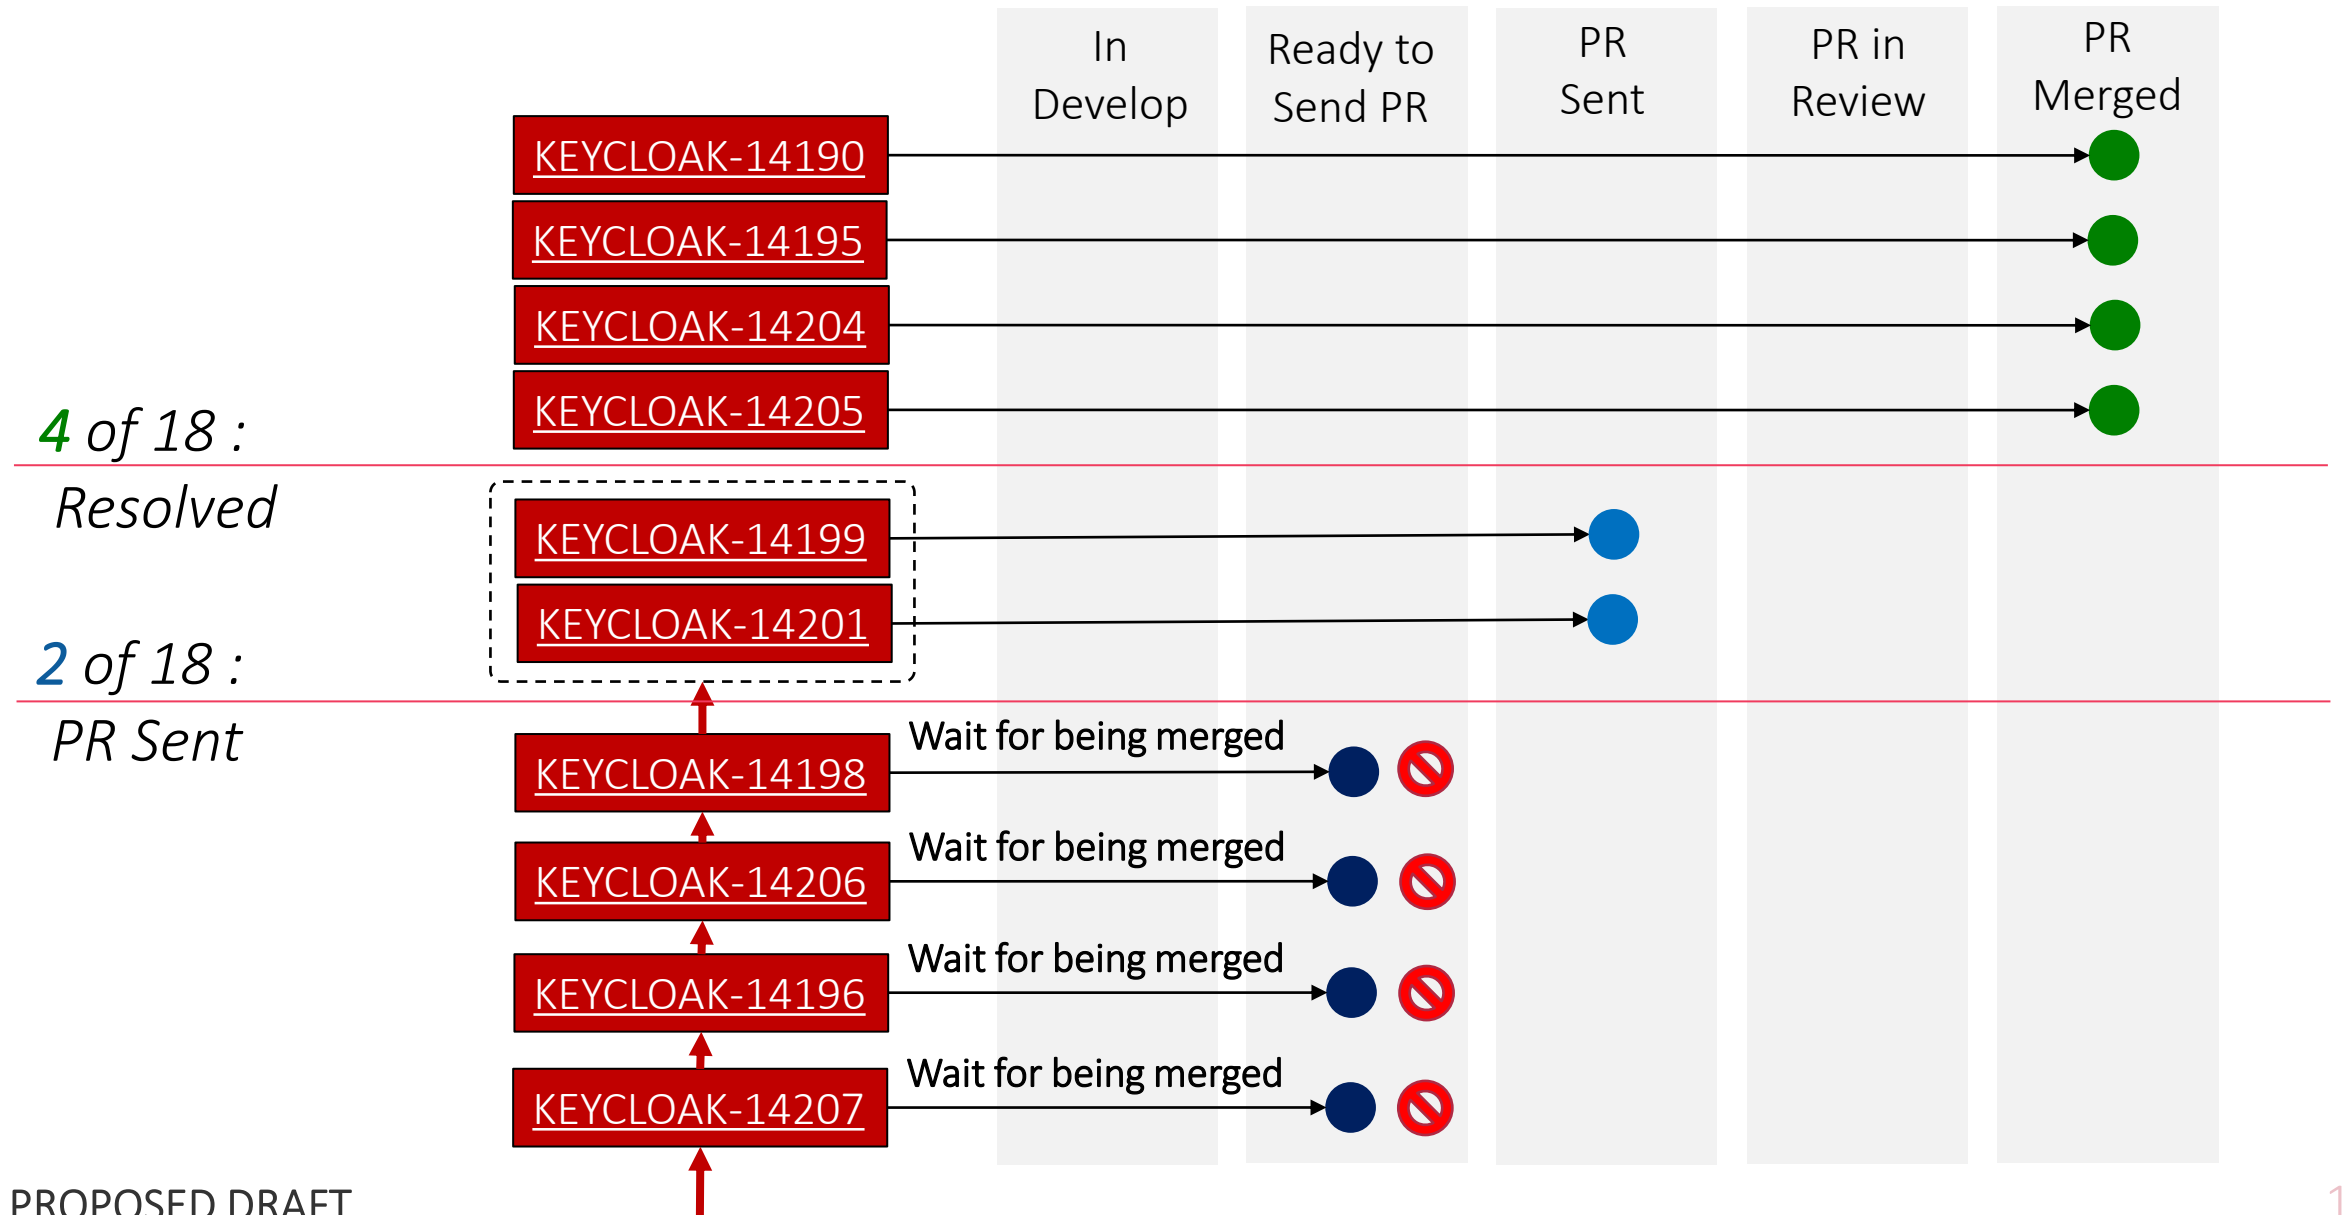 In
Develop
Ready to
Send PR
PR
Sent
PR in
Review
PR
Merged
KEYCLOAK-14190
KEYCLOAK-14195
KEYCLOAK-14204
KEYCLOAK-14205
4 of 18 :
Resolved
KEYCLOAK-14199
KEYCLOAK-14201
2 of 18 :
PR Sent
Wait for being merged
KEYCLOAK-14198
Wait for being merged
KEYCLOAK-14206
Wait for being merged
KEYCLOAK-14196
Wait for being merged
KEYCLOAK-14207
PROPOSED DRAFT
1